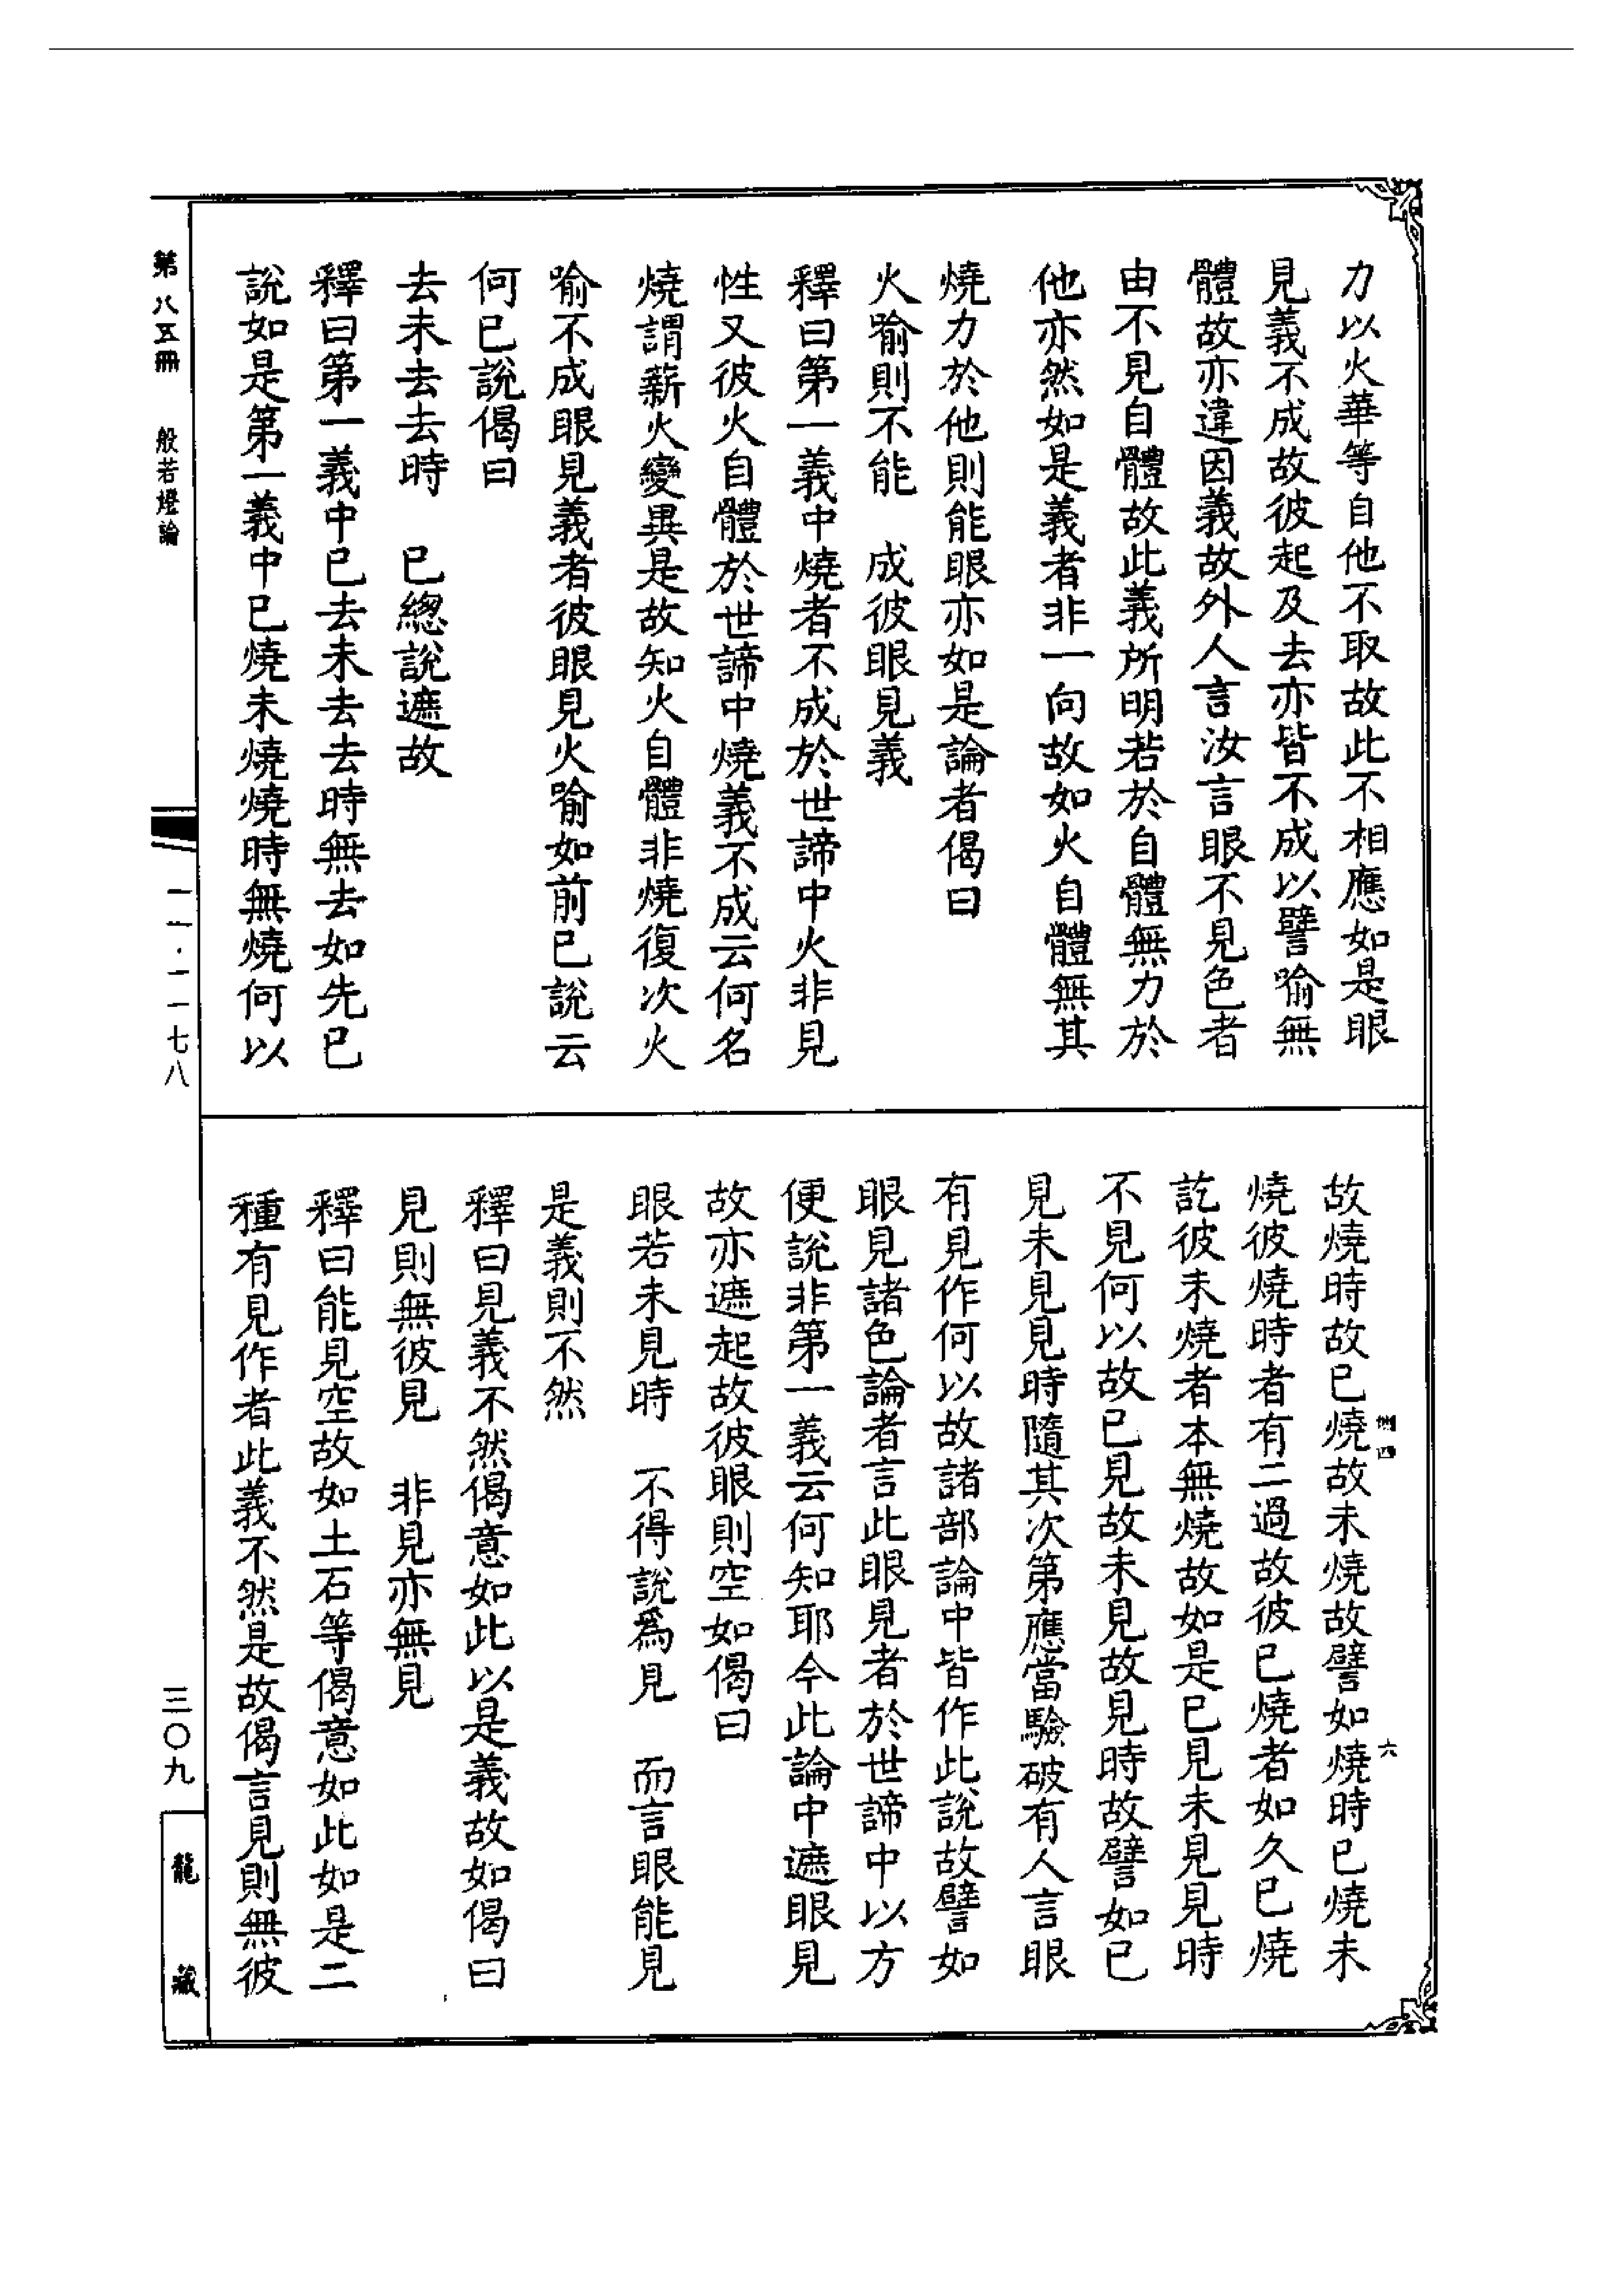 力以火華等自他不取故此不相應如是眼
見義不成故彼起及去亦皆不成以譬喻無
體故亦違因義故外人言汝言眼不見色者
由不見自體故此義所明若於自體無力於
他亦然如是義者非一向故如火自體無其
燒力於他則能眼亦如是論者偈曰
火喻則不能　成彼眼見義
釋曰第一義中燒者不成於世諦中火非見
性又彼火自體於世諦中燒義不成云何名
燒謂薪火變異是故知火自體非燒復次火
喻不成眼見義者彼眼見火喻如前已說云
何已說偈曰
去未去去時　已總說遮故
釋曰第一義中已去未去去時無去如先已
說如是第一義中已燒未燒燒時無燒何以
故燒時故已燒故未燒故譬如燒時已燒未
燒彼燒時者有二過故彼已燒者如久已燒
訖彼未燒者本無燒故如是已見未見見時
不見何以故已見故未見故見時故譬如已
見未見見時隨其次第應當驗破有人言眼
有見作何以故諸部論中皆作此說故譬如
眼見諸色論者言此眼見者於世諦中以方
便說非第一義云何知耶今此論中遮眼見
故亦遮起故彼眼則空如偈曰
眼若未見時　不得說為見　而言眼能見
是義則不然
釋曰見義不然偈意如此以是義故如偈曰
見則無彼見　非見亦無見
釋曰能見空故如土石等偈意如此如是二
種有見作者此義不然是故偈言見則無彼
四
六
第八五冊　般若燈論
一一·一一七八
三〇九
龍藏